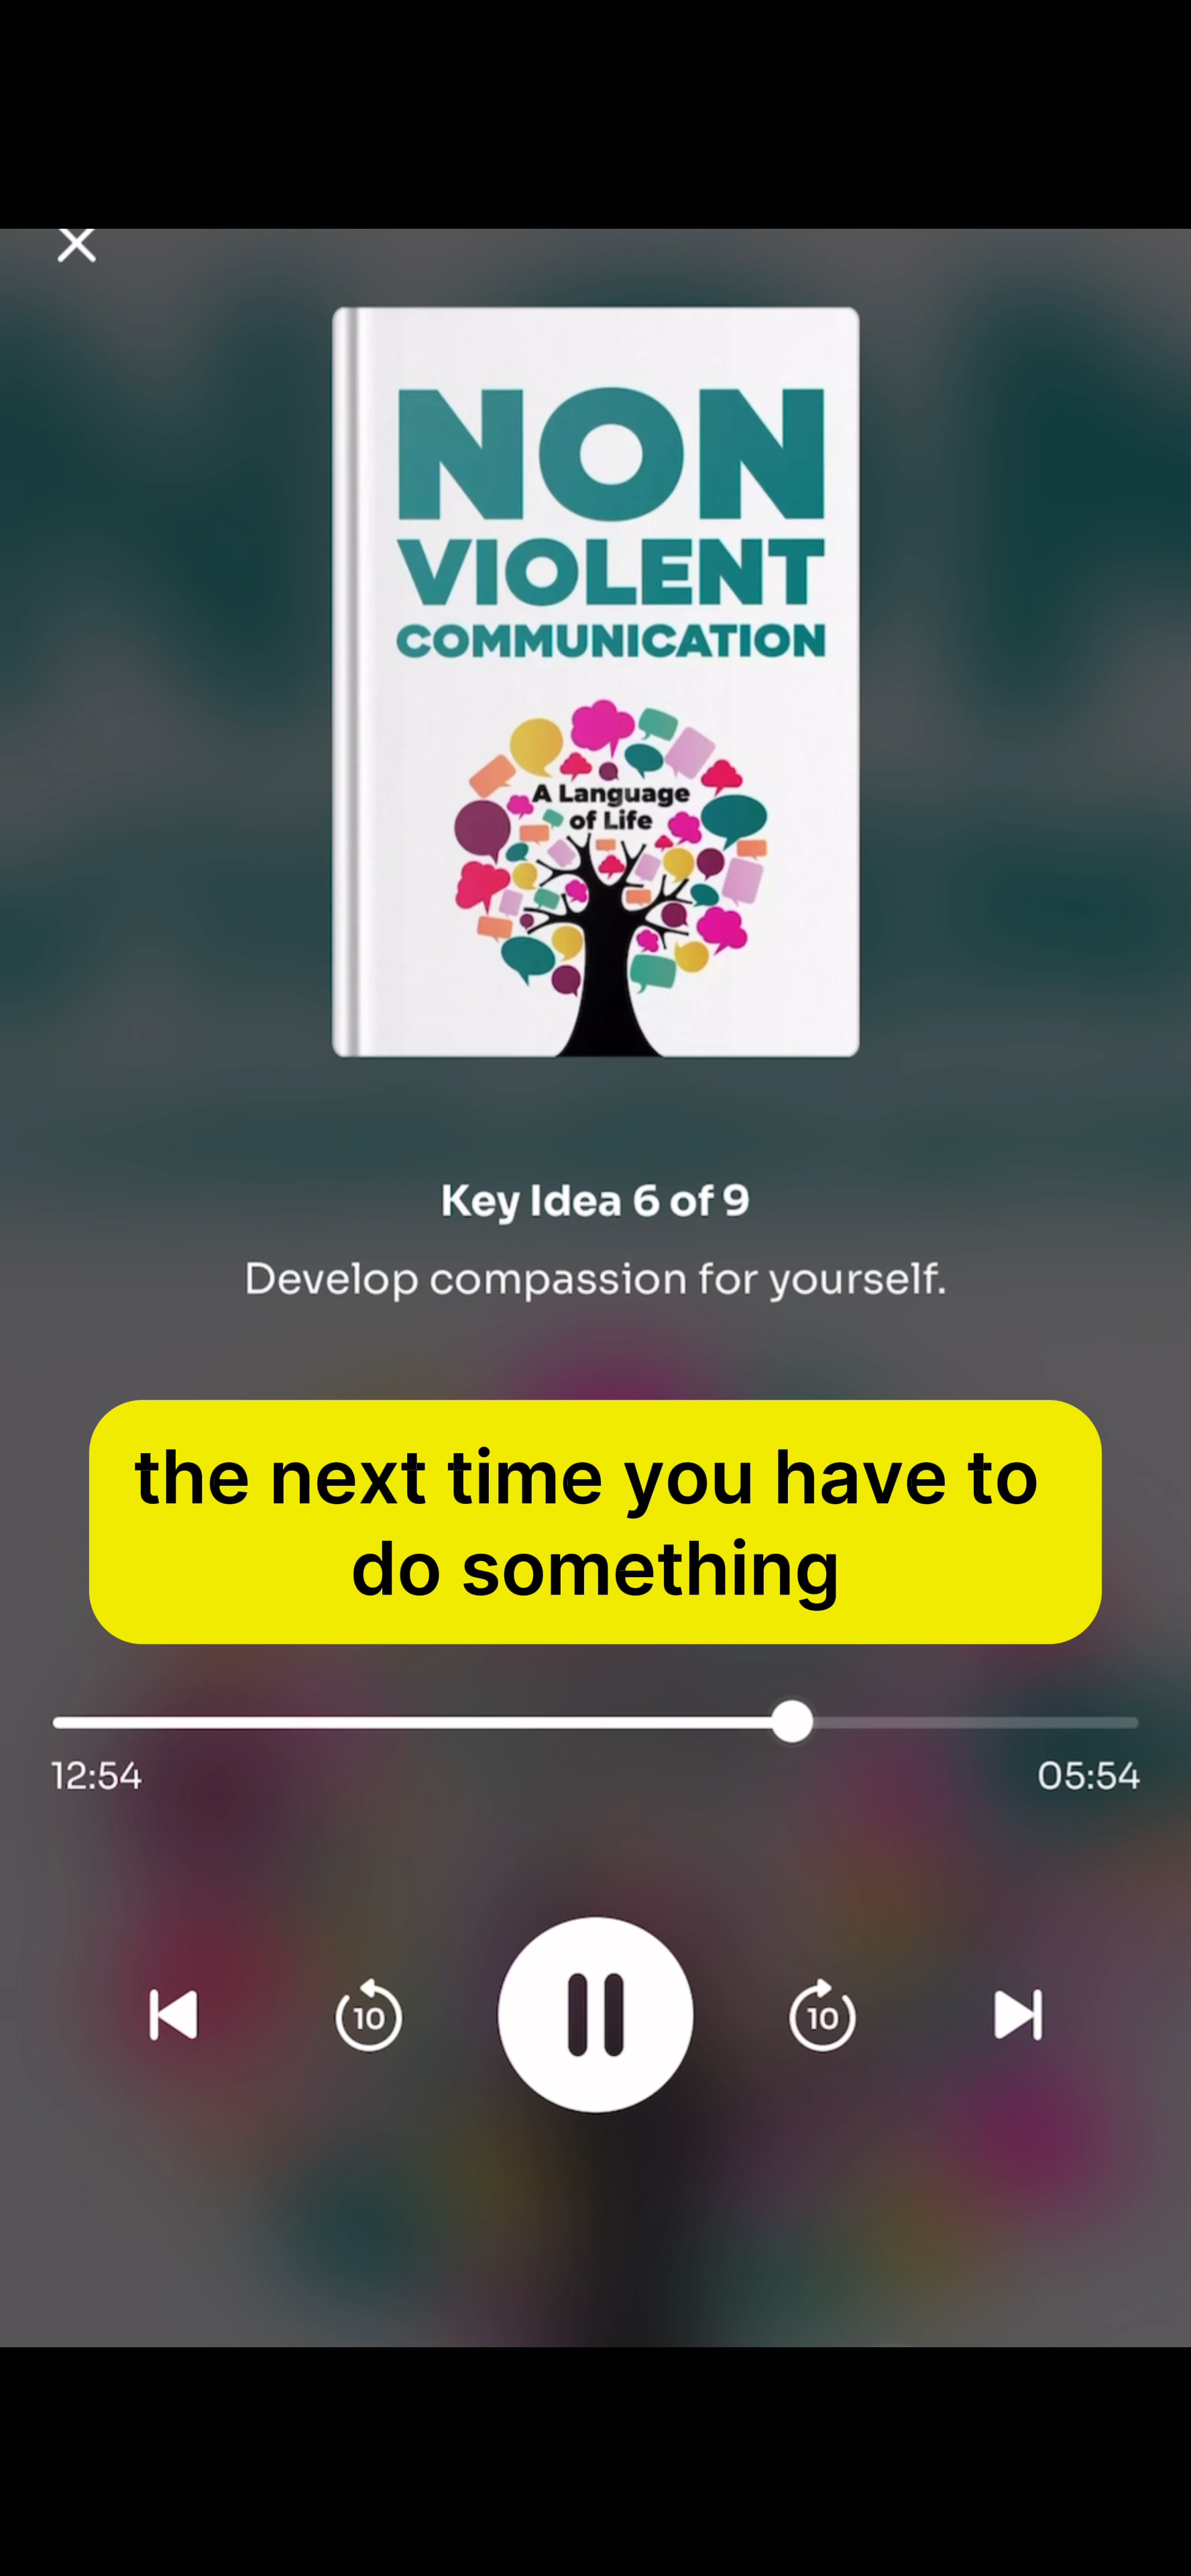 NON
VIOLENT
COMMUNICATION
A Language
of Life
Key Idea 6 of 9
Develop compassion for yourself.
the next time you have to
do something
12:54
05:54
10
10